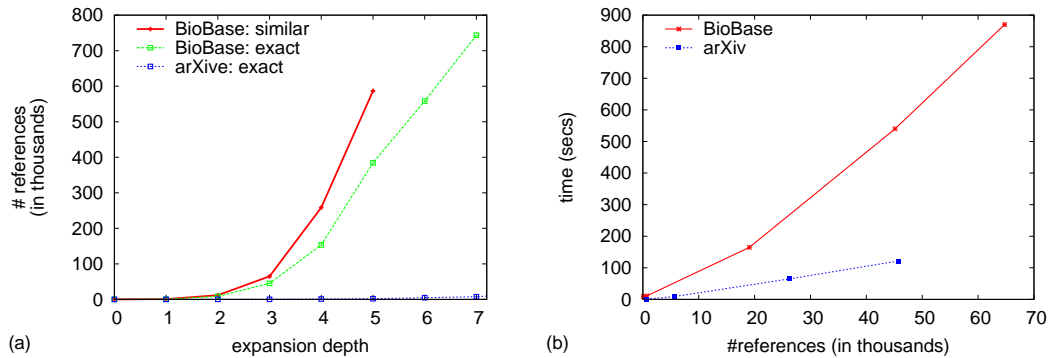 BioBase: similar
BioBase: exact
arXive: exact
800
700
600
500
400
300
200
100
0
# references
(in thousands)
0 1 2 3 4 5 6 7
expansion depth
(a)
BioBase
arXiv
900
800
700
600
500
400
300
200
100
0
time (secs)
0 10 20 30 40 50 60 70
#references (in thousands)
(b)